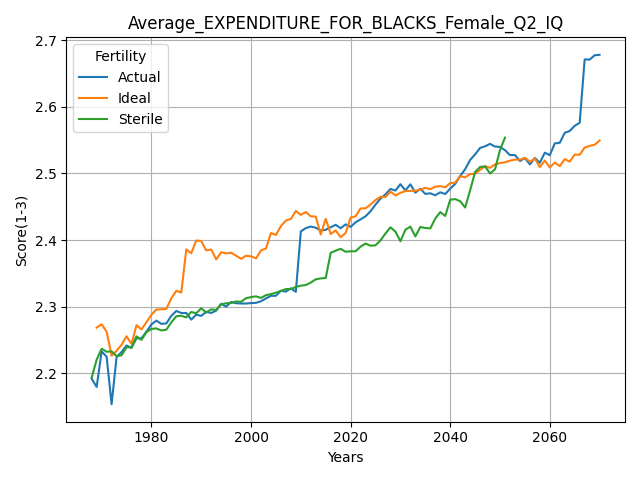 Average_EXPENDITURE_FOR_BLACKS_Female_Q2_IQ
2.7
2.6
2.5
2.4
2.3
2.2
Score(1-3)
Fertility
Actual
Ideal
Sterile
1980 2000 2020 2040 2060
Years